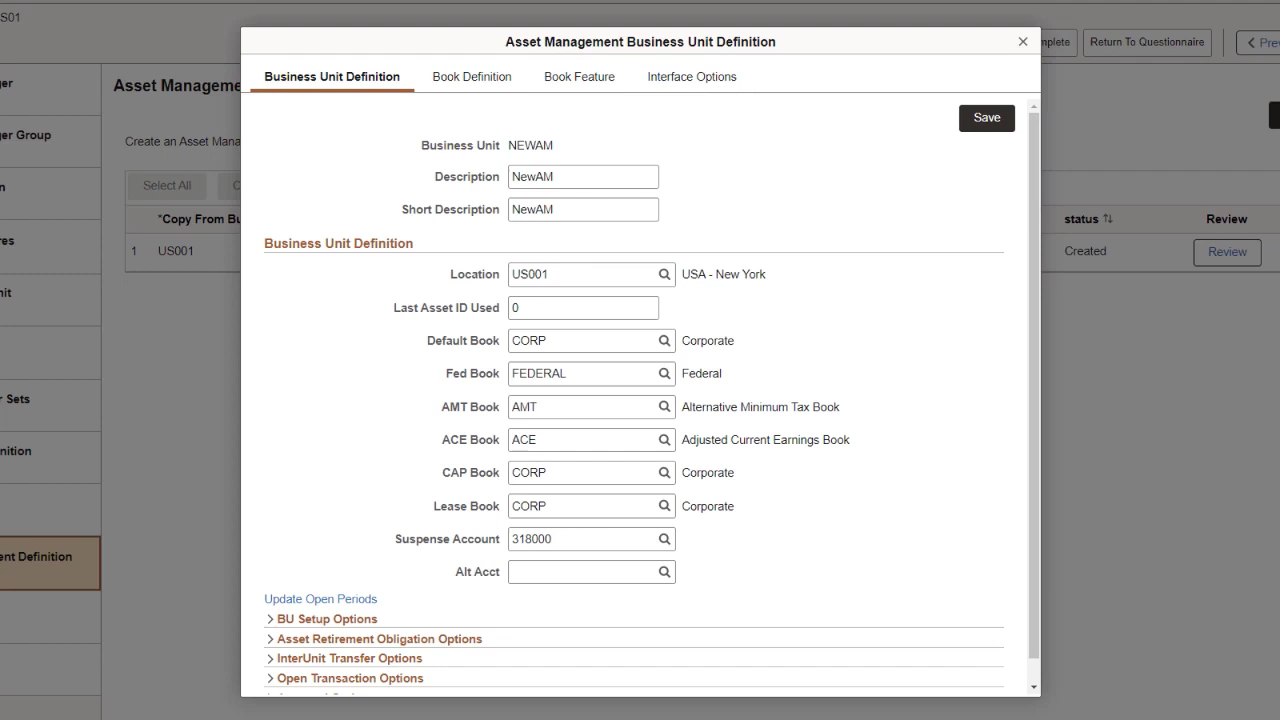 S01
Asset Management Business Unit Definition
nplete
Return To Questionnaire
Pre
Business Unit Definition
Book Definition
Book Feature
Interface Options
ger
ger Group
n
res
nit
r Sets
nition
ent Definition
Asset Manageme
Create an Asset Mana
Select All
C
*Copy From Bu
status
Review
1
US001
Created
Review
Save
Business Unit NEWAM
Description NewAM
Short Description NewAM
Business Unit Definition
Location US001 USA - New York
Last Asset ID Used 0
Default Book CORP Corporate
Fed Book FEDERAL Federal
AMT Book AMT Alternative Minimum Tax Book
ACE Book ACE Adjusted Current Earnings Book
CAP Book CORP Corporate
Lease Book CORP Corporate
Suspense Account 318000
Alt Acct
Update Open Periods
BU Setup Options
Asset Retirement Obligation Options
InterUnit Transfer Options
Open Transaction Options